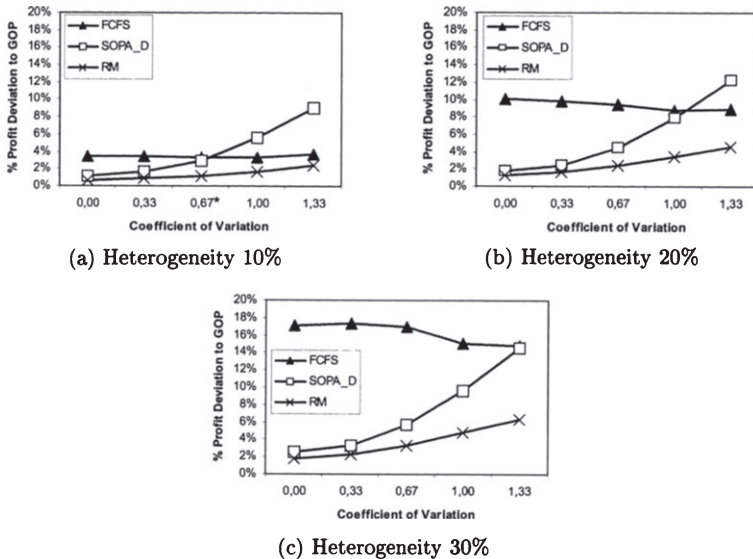 % Profit Deviation to GOP
20%
18%
16%
14%
12%
10%
8%
6%
4%
2%
0%
FCFS
SOPA_D
RM
0,00 0,33 0,67* 1,00 1,33
Coefficient of Variation
(a) Heterogeneity 10%
% Profit Deviation to GOP
20%
18%
16%
14%
12%
10%
8%
6%
4%
2%
0%
FCFS
SOPA_D
RM
0,00 0,33 0,67 1,00 1,33
Coefficient of Variation
(b) Heterogeneity 20%
% Profit Deviation to GOP
20%
18%
16%
14%
12%
10%
8%
6%
4%
2%
0%
FCFS
SOPA_D
RM
0,00 0,33 0,67 1,00 1,33
Coefficient of Variation
(c) Heterogeneity 30%